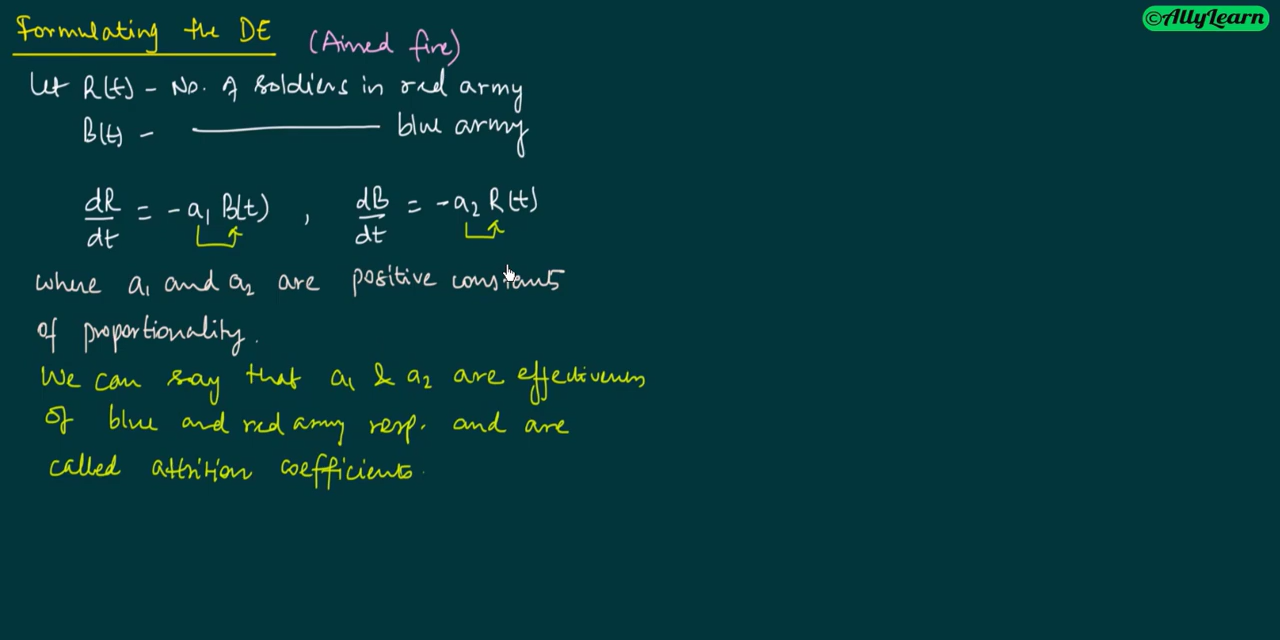 Formulating the DE (Aimed fire)
©AllyLearn
Let R(t) - No. of soldiers in red army
B(t) - ———— blue army
dR/dt = -a₁ B(t) , dB/dt = -a₂ R(t)
where a₁ and a₂ are positive constants
of proportionality.
We can say that a₁ & a₂ are effectiveness
of blue and red army resp. and are
called attrition coefficients.